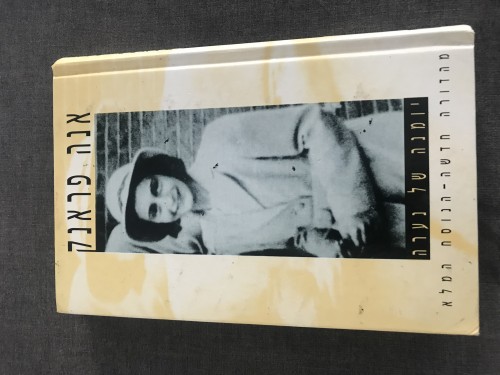 אנה פראנק
יומנה של נערה
מהדורה חדשה-הנוסח המלא